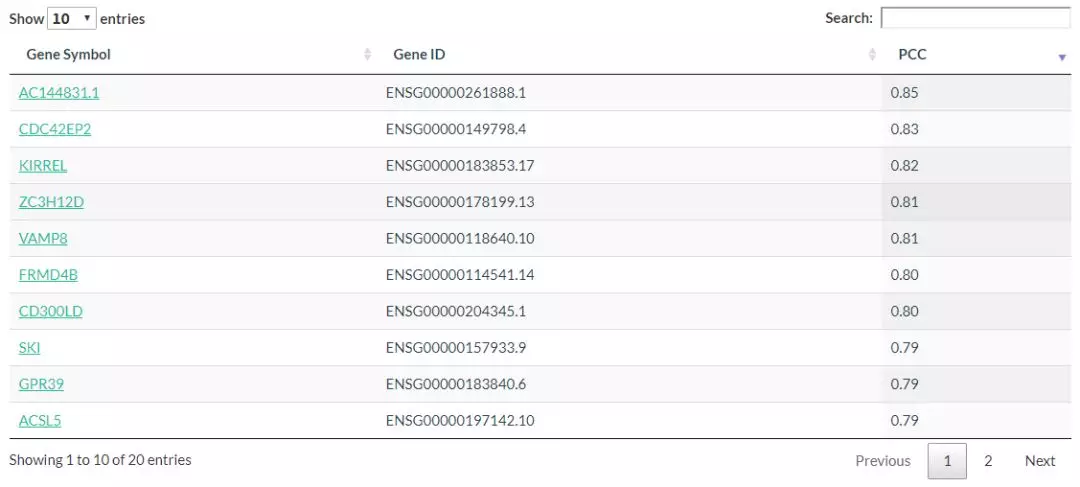 Show 10 entries Search:
Gene Symbol Gene ID PCC
AC144831.1 ENSG00000261888.1 0.85
CDC42EP2 ENSG00000149798.4 0.83
KIRREL ENSG00000183853.17 0.82
ZC3H12D ENSG00000178199.13 0.81
VAMP8 ENSG00000118640.10 0.81
FRMD4B ENSG00000114541.14 0.80
CD300LD ENSG00000204345.1 0.80
SKI ENSG00000157933.9 0.79
GPR39 ENSG00000183840.6 0.79
ACSL5 ENSG00000197142.10 0.79
Showing 1 to 10 of 20 entries Previous 1 2 Next